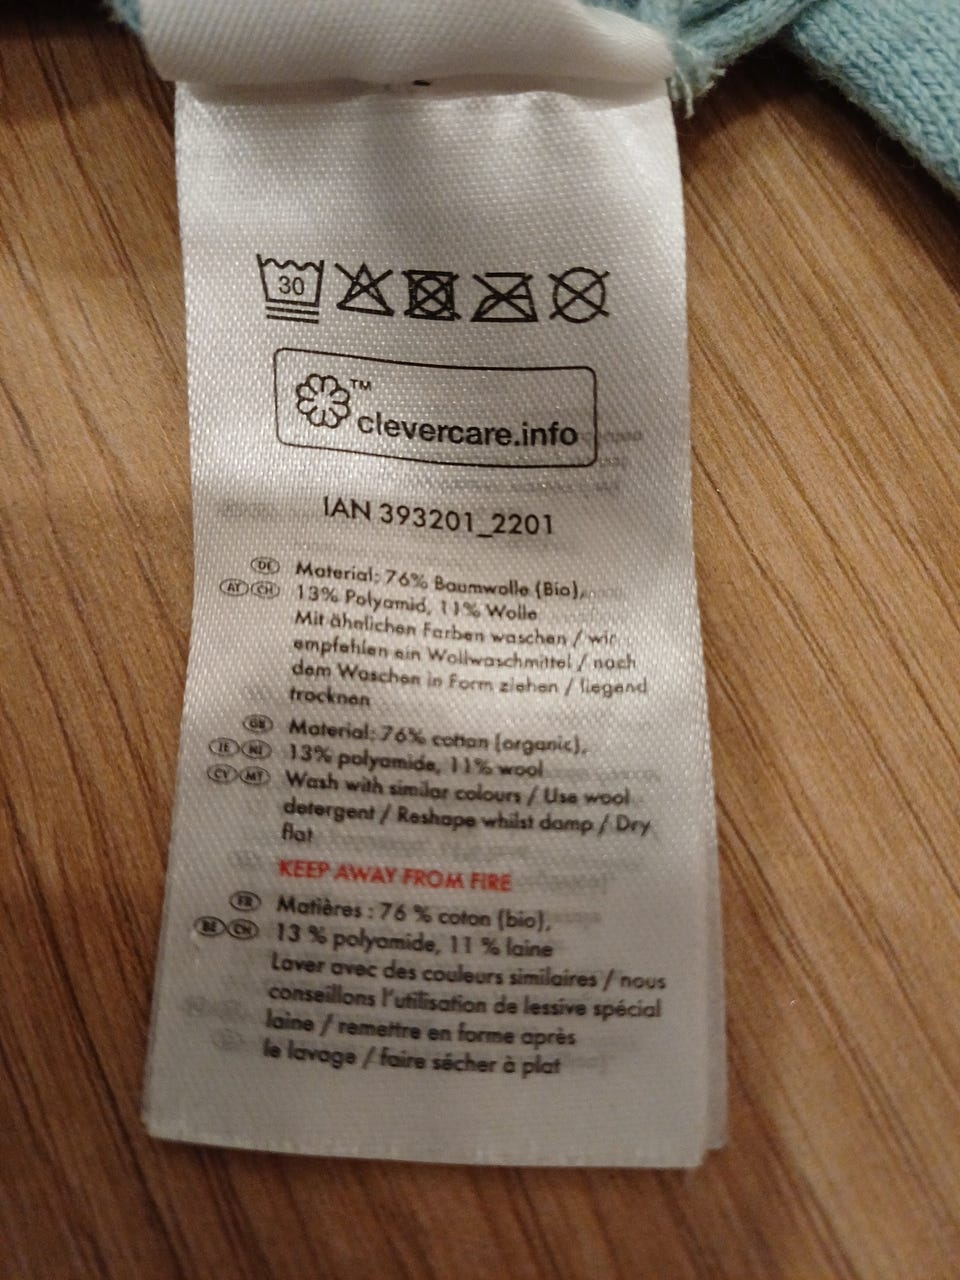 30
™
clevercare.info
IAN 393201_2201
DE Material: 76% Baumwolle (Bio),
AT CH 13% Polyamid, 11% Wolle
Mit ähnlichen Farben waschen / wir
empfehlen ein Wollwaschmittel / nach
dem Waschen in Form ziehen / liegend
trocknen
GB Material: 76% cotton (organic),
IE NI 13% polyamide, 11% wool
CY MT Wash with similar colours / Use wool
detergent / Reshape whilst damp / Dry
flat
KEEP AWAY FROM FIRE
FR Matières : 76 % coton (bio),
BE CH 13 % polyamide, 11 % laine
Laver avec des couleurs similaires / nous
conseillons l'utilisation de lessive spécial
laine / remettre en forme après
le lavage / faire sécher à plat